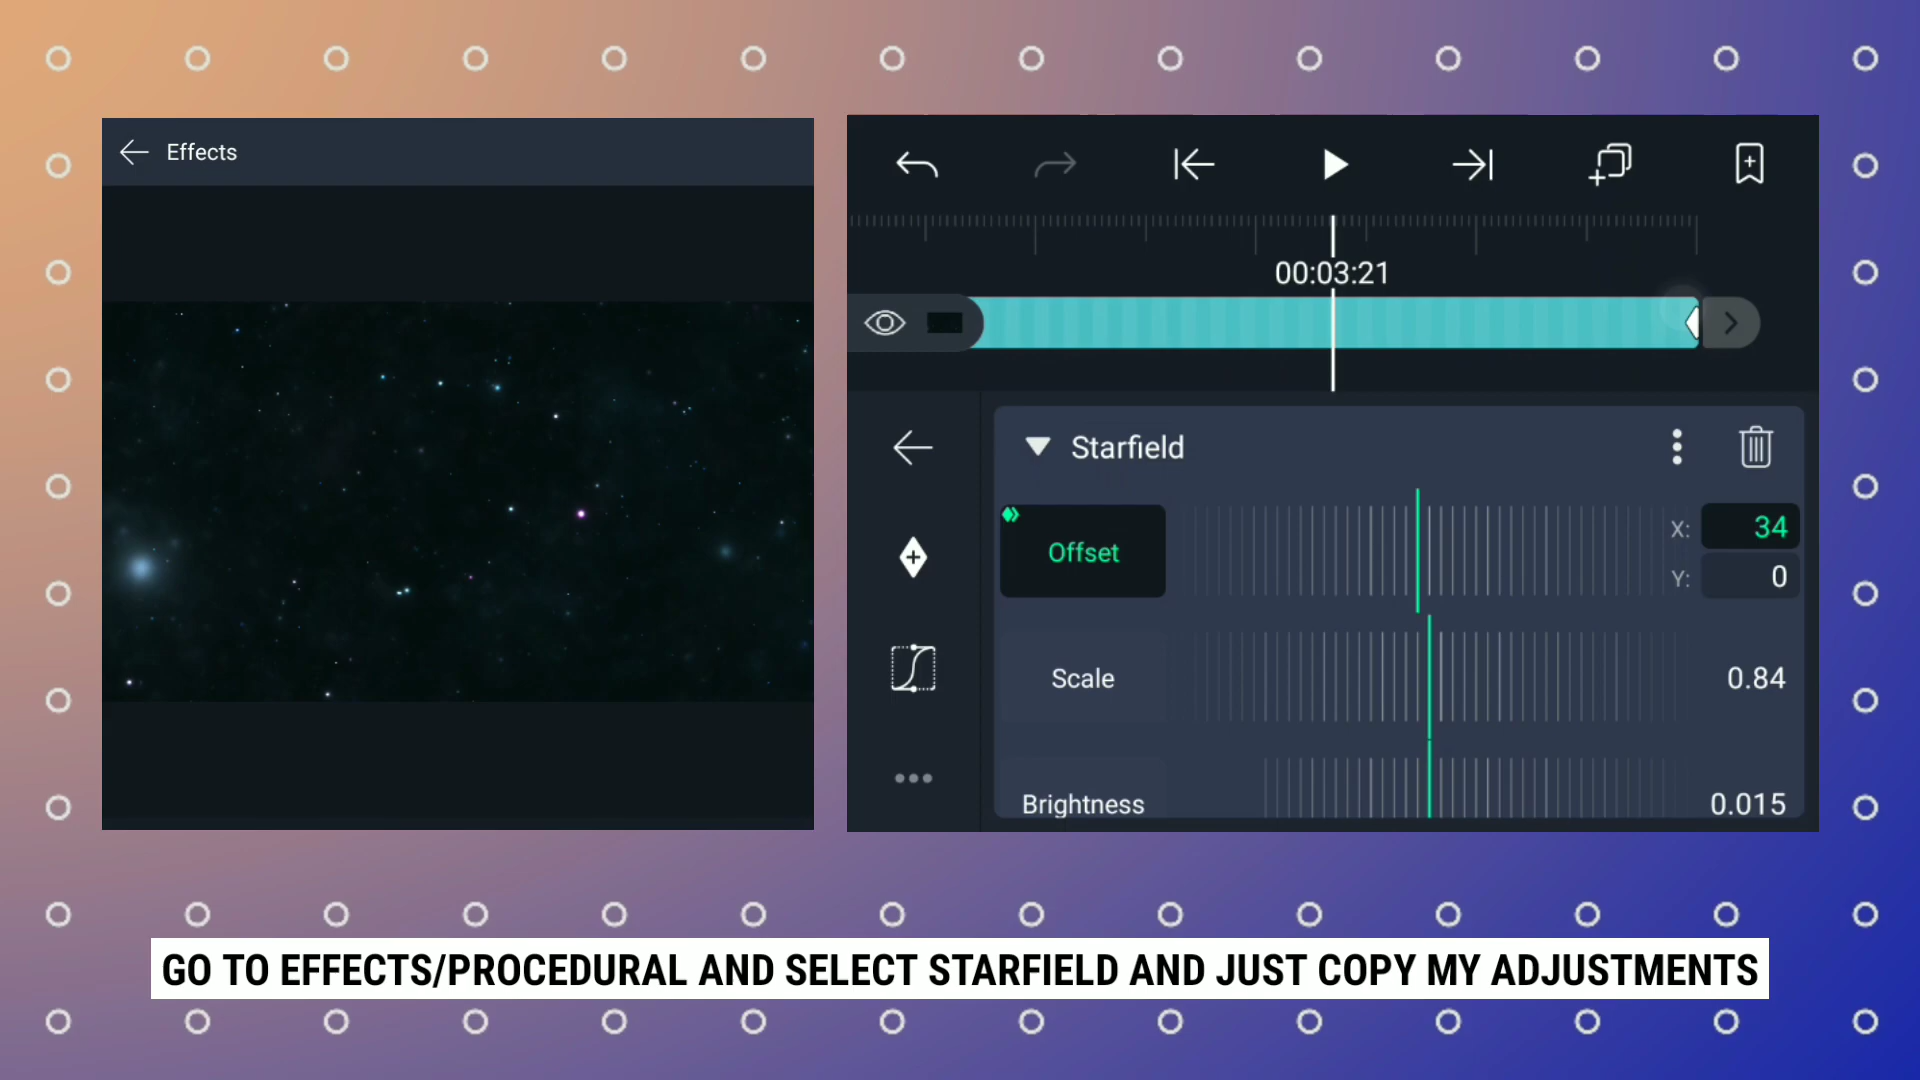 Effects
00:03:21
Starfield
Offset
X: 34
Y: 0
Scale
0.84
Brightness
0.015
GO TO EFFECTS/PROCEDURAL AND SELECT STARFIELD AND JUST COPY MY ADJUSTMENTS